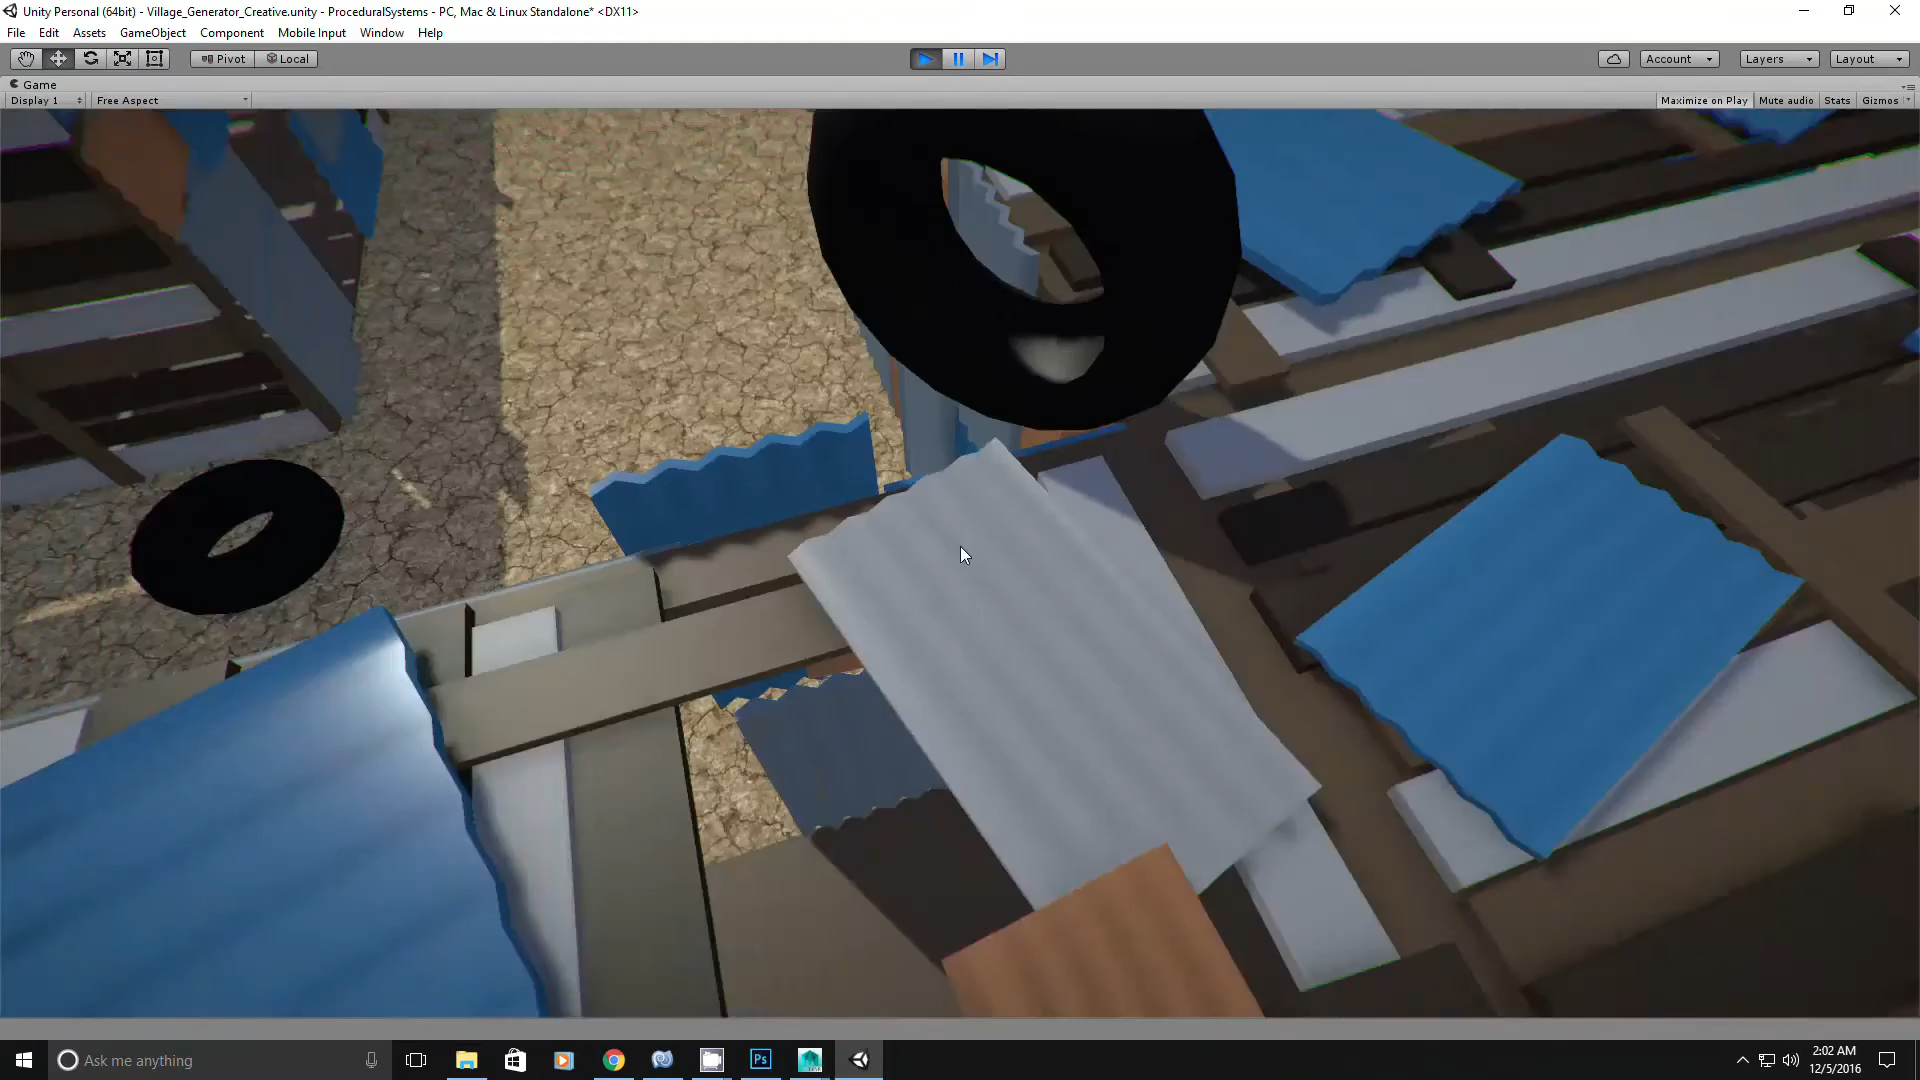 Unity Personal (64bit) - Village_Generator_Creative.unity - ProceduralSystems - PC, Mac & Linux Standalone* <DX11>
File Edit Assets GameObject Component Mobile Input Window Help
Pivot Local Account Layers Layout
Game
Display 1 Free Aspect Maximize on Play Mute audio Stats Gizmos
Ask me anything
Ps
2:02 AM
12/5/2016